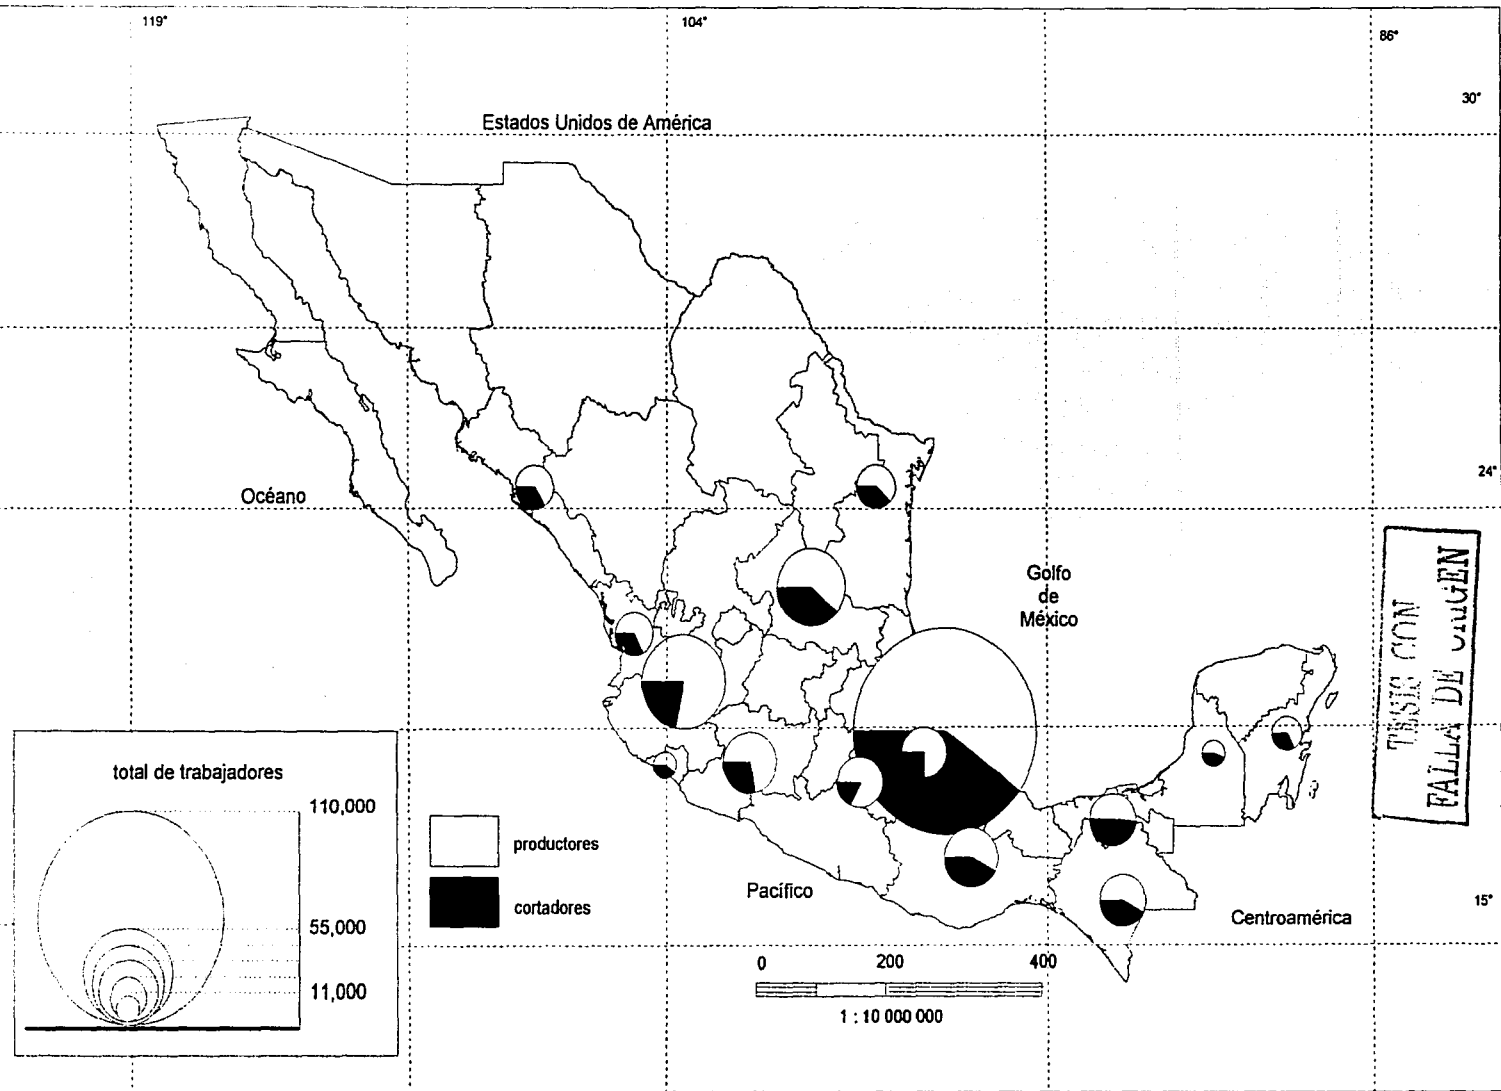 119°
104°
86°
30°
Estados Unidos de América
24°
Océano
Golfo
de
México
TESIS CON
FALLA DE ORIGEN
total de trabajadores
110,000
55,000
11,000
productores
cortadores
Pacífico
15°
Centroamérica
0 200 400
1 : 10 000 000